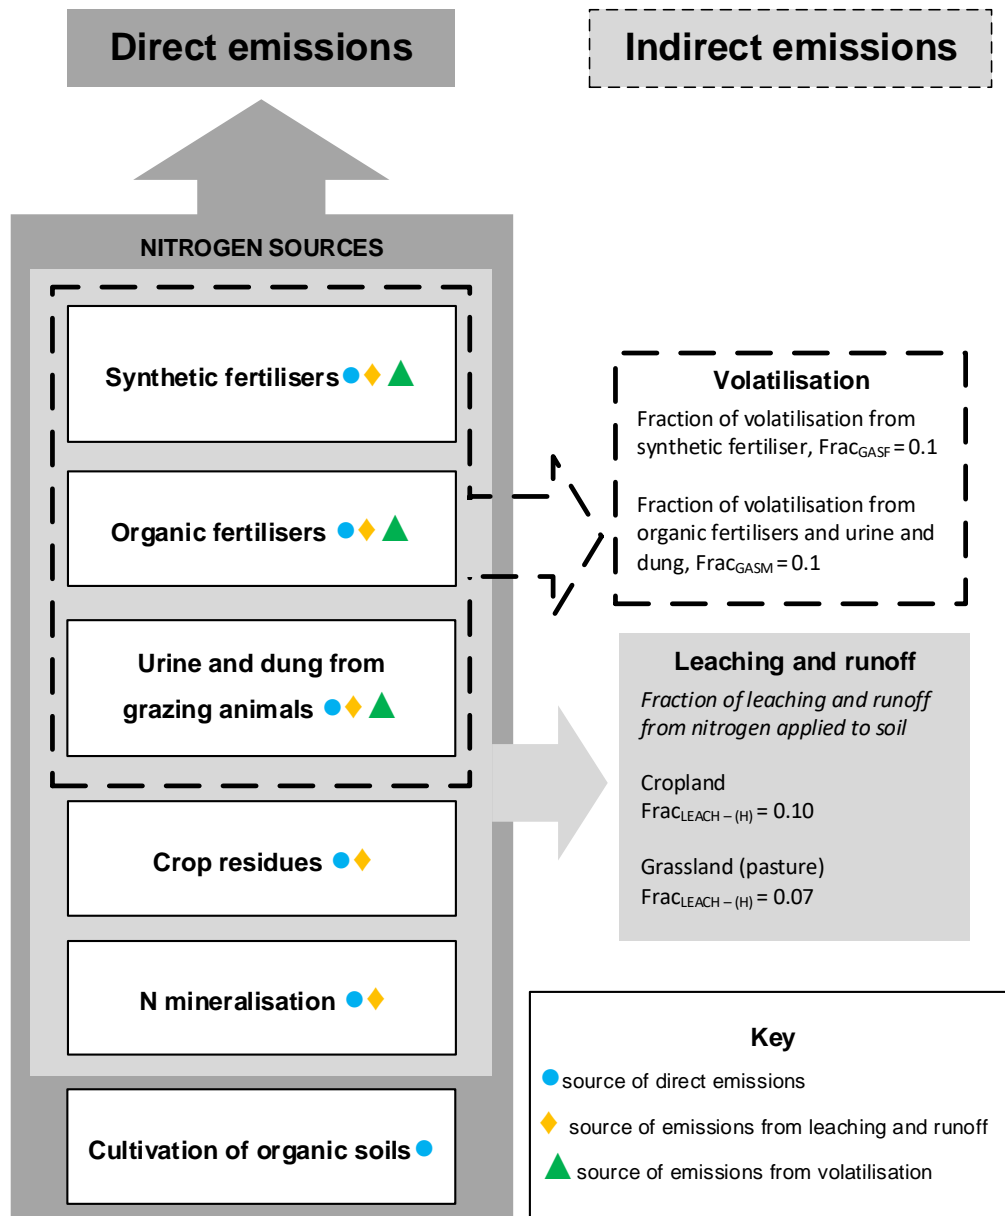 Direct emissions
Indirect emissions
NITROGEN SOURCES
Synthetic fertilisers
Organic fertilisers
Urine and dung from
grazing animals
Crop residues
N mineralisation
Cultivation of organic soils
Volatilisation
Fraction of volatilisation from
synthetic fertiliser, FracGASF = 0.1
Fraction of volatilisation from
organic fertilisers and urine and
dung, FracGASM = 0.1
Leaching and runoff
Fraction of leaching and runoff
from nitrogen applied to soil
Cropland
FracLEACH – (H) = 0.10
Grassland (pasture)
FracLEACH – (H) = 0.07
Key
source of direct emissions
source of emissions from leaching and runoff
source of emissions from volatilisation